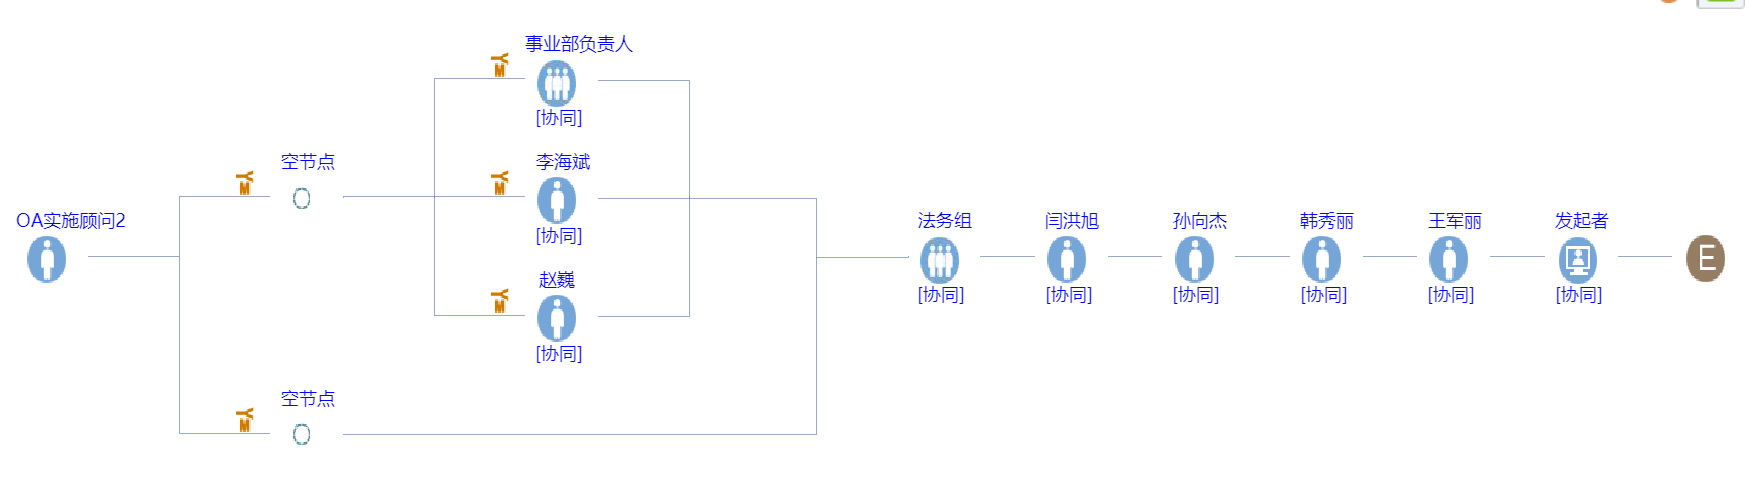 事业部负责人
[协同]
空节点
李海斌
[协同]
OA实施顾问2
法务组
[协同]
闫洪旭
[协同]
孙向杰
[协同]
韩秀丽
[协同]
王军丽
[协同]
发起者
[协同]
E
赵巍
[协同]
空节点